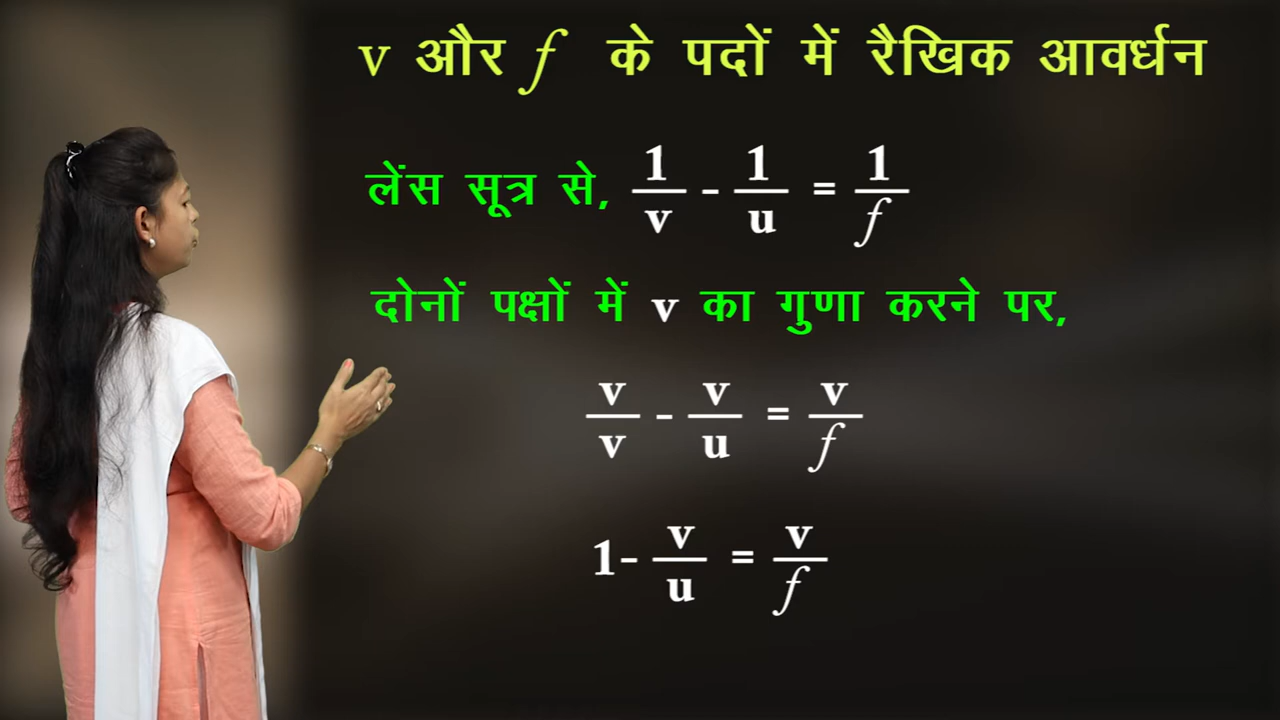 v और f के पदों में रैखिक आवर्धन
लेंस सूत्र से, 1/v - 1/u = 1/f
दोनों पक्षों में v का गुणा करने पर,
v/v - v/u = v/f
1- v/u = v/f